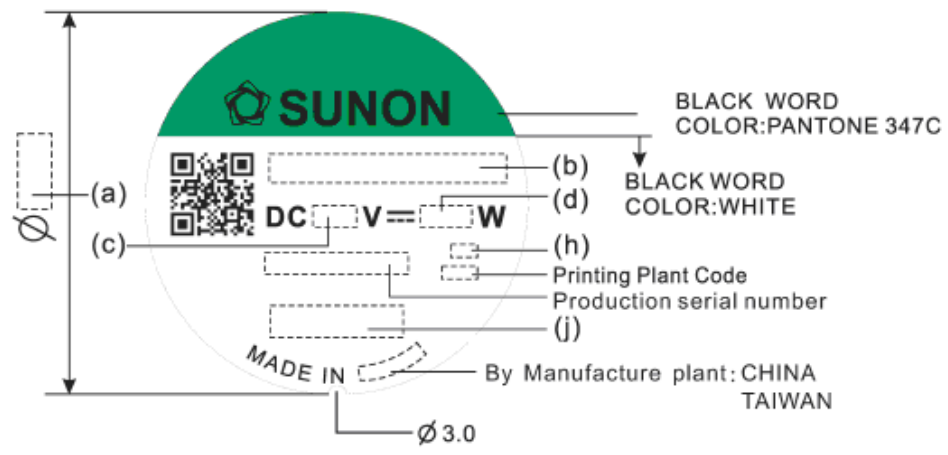 SUNON
BLACK WORD
COLOR:PANTONE 347C
(b)
BLACK WORD
COLOR:WHITE
(a)
Ø
DC V W
(d)
(c)
(h)
Printing Plant Code
Production serial number
(j)
MADE IN
By Manufacture plant: CHINA
TAIWAN
Ø 3.0